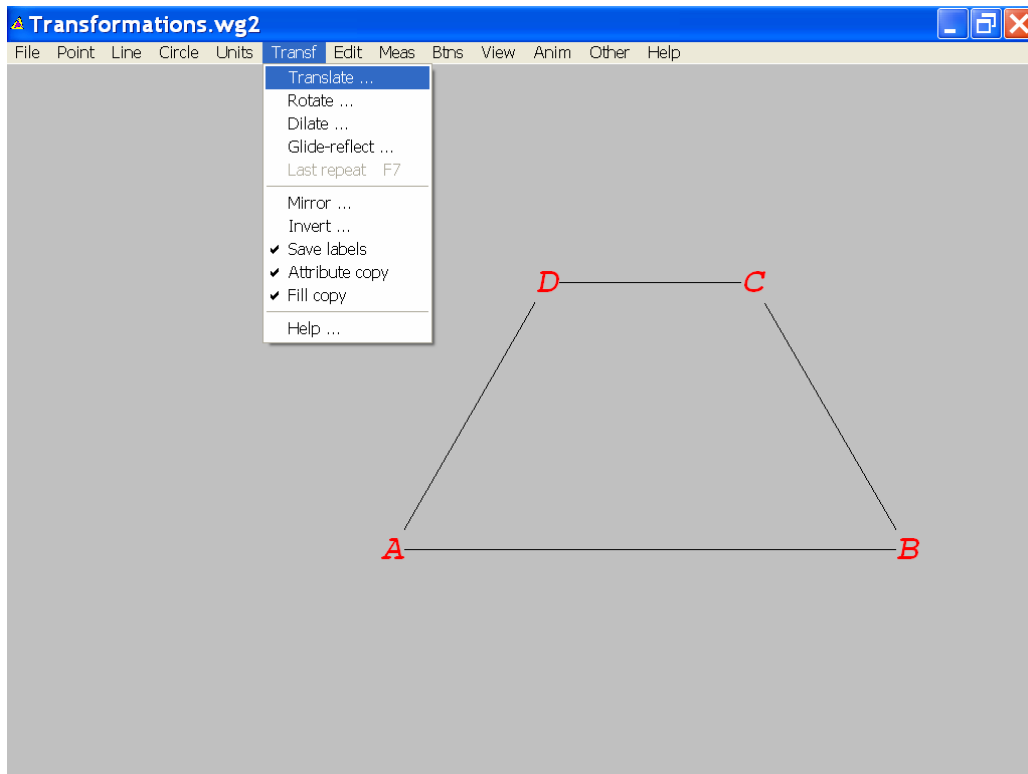 Transformations.wg2
File Point Line Circle Units Transf Edit Meas Btns View Anim Other Help
Translate ...
Rotate ...
Dilate ...
Glide-reflect ...
Last repeat F7
Mirror ...
Invert ...
Save labels
Attribute copy
Fill copy
Help ...
D C
A B